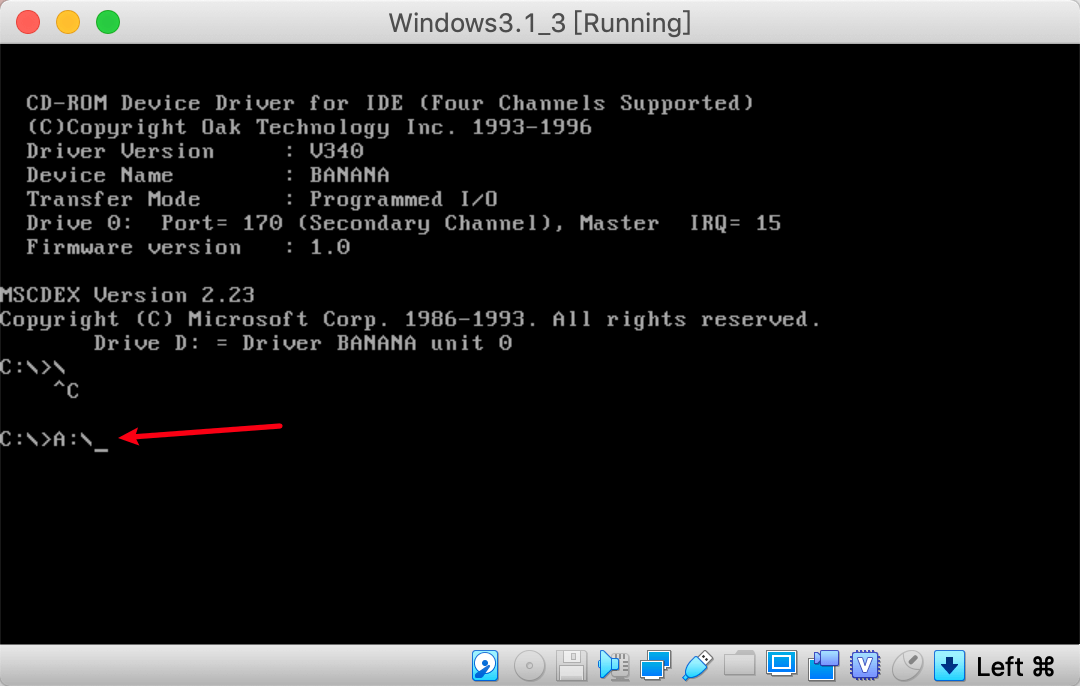 Windows3.1_3 [Running]
CD-ROM Device Driver for IDE (Four Channels Supported)
(C)Copyright Oak Technology Inc. 1993-1996
Driver Version : V340
Device Name : BANANA
Transfer Mode : Programmed I/O
Drive 0: Port= 170 (Secondary Channel), Master IRQ= 15
Firmware version : 1.0
MSCDEX Version 2.23
Copyright (C) Microsoft Corp. 1986-1993. All rights reserved.
Drive D: = Driver BANANA unit 0
C:\>\
^C
C:\>A:\_
V
Left ⌘